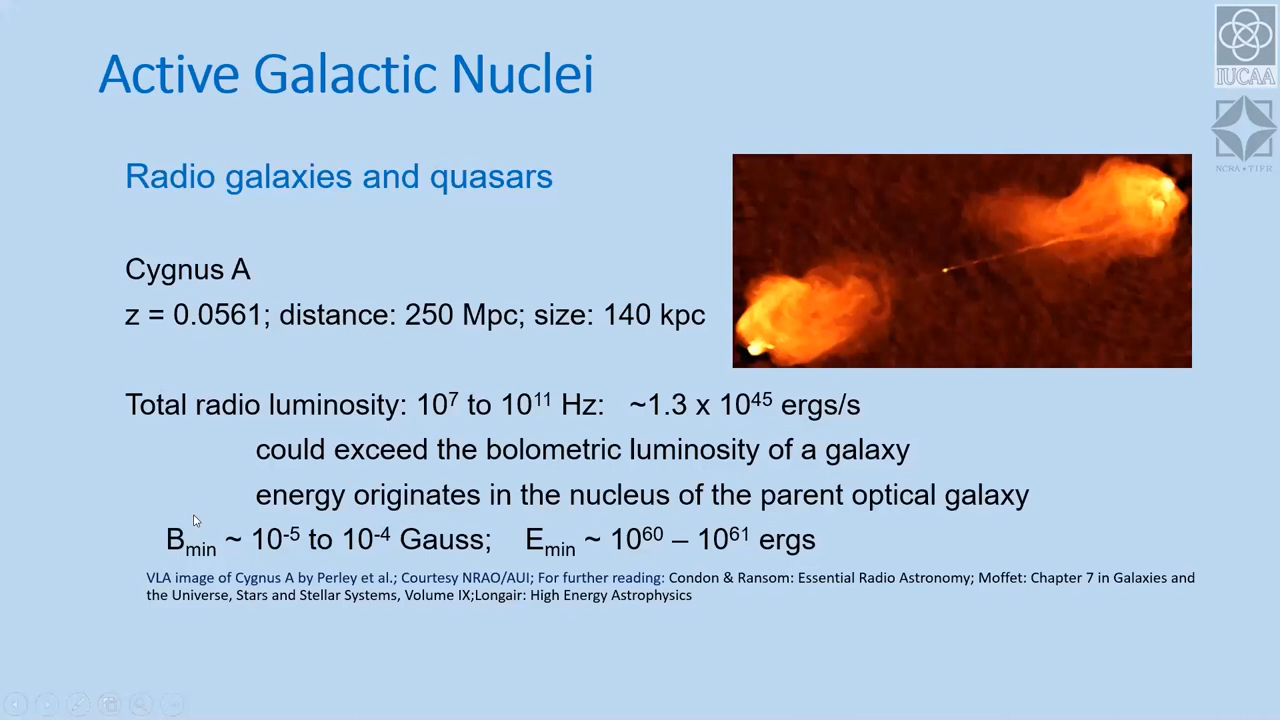 Active Galactic Nuclei
IUCAA
NCRA • TIFR
Radio galaxies and quasars
Cygnus A
z = 0.0561; distance: 250 Mpc; size: 140 kpc
Total radio luminosity: 10⁷ to 10¹¹ Hz: ~1.3 x 10⁴⁵ ergs/s
could exceed the bolometric luminosity of a galaxy
energy originates in the nucleus of the parent optical galaxy
Bₘᵢₙ ~ 10⁻⁵ to 10⁻⁴ Gauss; Eₘᵢₙ ~ 10⁶⁰ – 10⁶¹ ergs
VLA image of Cygnus A by Perley et al.; Courtesy NRAO/AUI; For further reading: Condon & Ransom: Essential Radio Astronomy; Moffet: Chapter 7 in Galaxies and
the Universe, Stars and Stellar Systems, Volume IX;Longair: High Energy Astrophysics